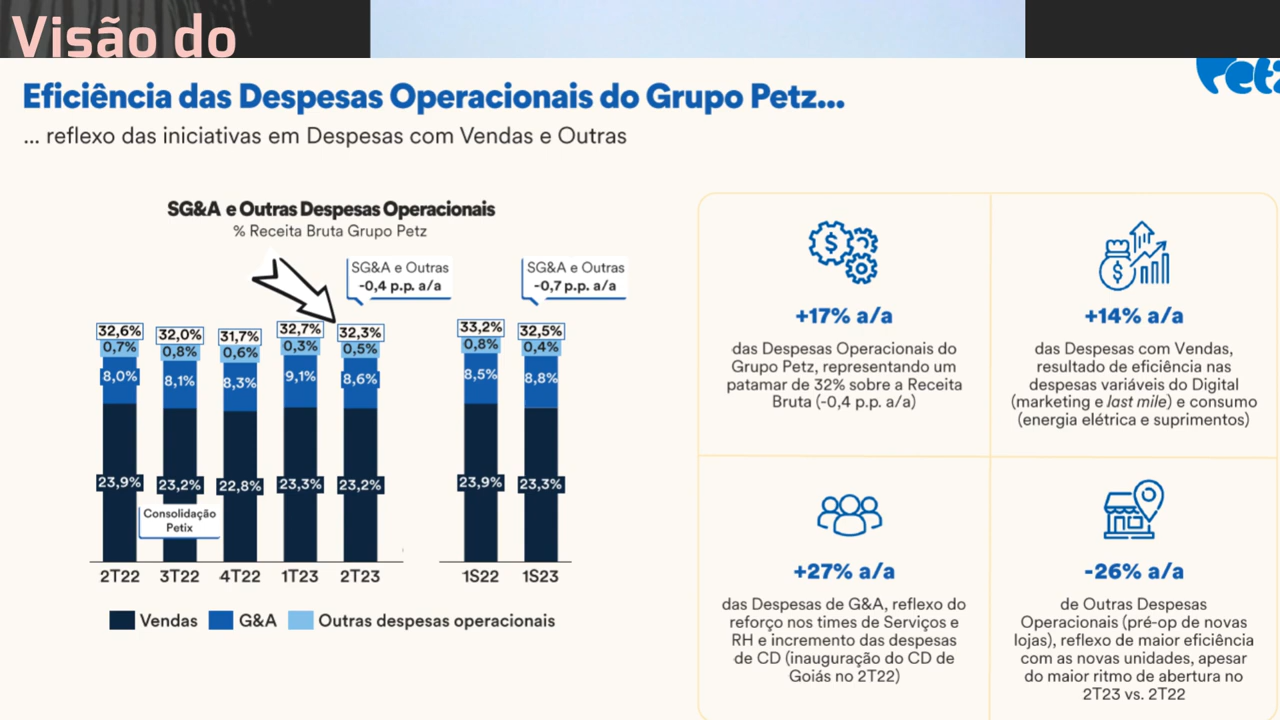 Visão do
Petz
Eficiência das Despesas Operacionais do Grupo Petz...
... reflexo das iniciativas em Despesas com Vendas e Outras
SG&A e Outras Despesas Operacionais
% Receita Bruta Grupo Petz
SG&A e Outras
-0,4 p.p. a/a
SG&A e Outras
-0,7 p.p. a/a
32,6% 32,0% 31,7% 32,7% 32,3% 33,2% 32,5%
0,7% 0,8% 0,6% 0,3% 0,5% 0,8% 0,4%
8,0% 8,1% 8,3% 9,1% 8,6% 8,5% 8,8%
23,9% 23,2% 22,8% 23,3% 23,2% 23,9% 23,3%
Consolidação
Petix
2T22 3T22 4T22 1T23 2T23 1S22 1S23
Vendas G&A Outras despesas operacionais
+17% a/a
das Despesas Operacionais do
Grupo Petz, representando um
patamar de 32% sobre a Receita
Bruta (-0,4 p.p. a/a)
+14% a/a
das Despesas com Vendas,
resultado de eficiência nas
despesas variáveis do Digital
(marketing e last mile) e consumo
(energia elétrica e suprimentos)
+27% a/a
das Despesas de G&A, reflexo do
reforço nos times de Serviços e
RH e incremento das despesas
de CD (inauguração do CD de
Goiás no 2T22)
-26% a/a
de Outras Despesas
Operacionais (pré-op de novas
lojas), reflexo de maior eficiência
com as novas unidades, apesar
do maior ritmo de abertura no
2T23 vs. 2T22